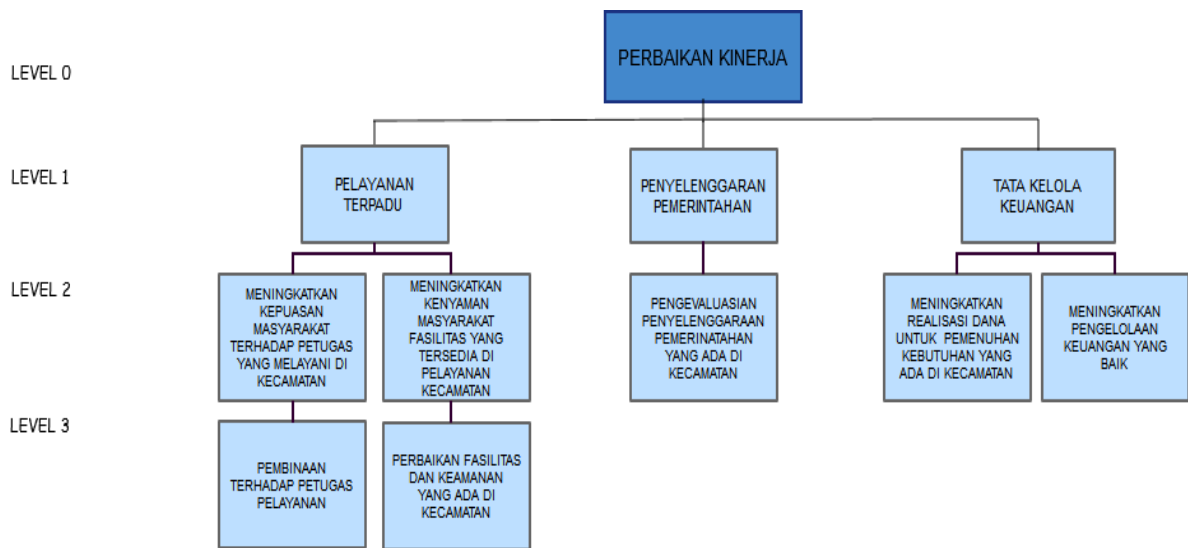 LEVEL 0
PERBAIKAN KINERJA
LEVEL 1
PELAYANAN
TERPADU
PENYELENGGARAN
PEMERINTAHAN
TATA KELOLA
KEUANGAN
LEVEL 2
MENINGKATKAN
KEPUASAN
MASYARAKAT
TERHADAP PETUGAS
YANG MELAYANI DI
KECAMATAN
MENINGKATKAN
KENYAMAN
MASYARAKAT
FASILITAS YANG
TERSEDIA DI
PELAYANAN
KECAMATAN
PENGEVALUASIAN
PENYELENGGARAAN
PEMERINATAHAN
YANG ADA DI
KECAMATAN
MENINGKATKAN
REALISASI DANA
UNTUK PEMENUHAN
KEBUTUHAN YANG
ADA DI KECAMATAN
MENINGKATKAN
PENGELOLAAN
KEUANGAN YANG
BAIK
LEVEL 3
PEMBINAAN
TERHADAP PETUGAS
PELAYANAN
PERBAIKAN FASILITAS
DAN KEAMANAN
YANG ADA DI
KECAMATAN